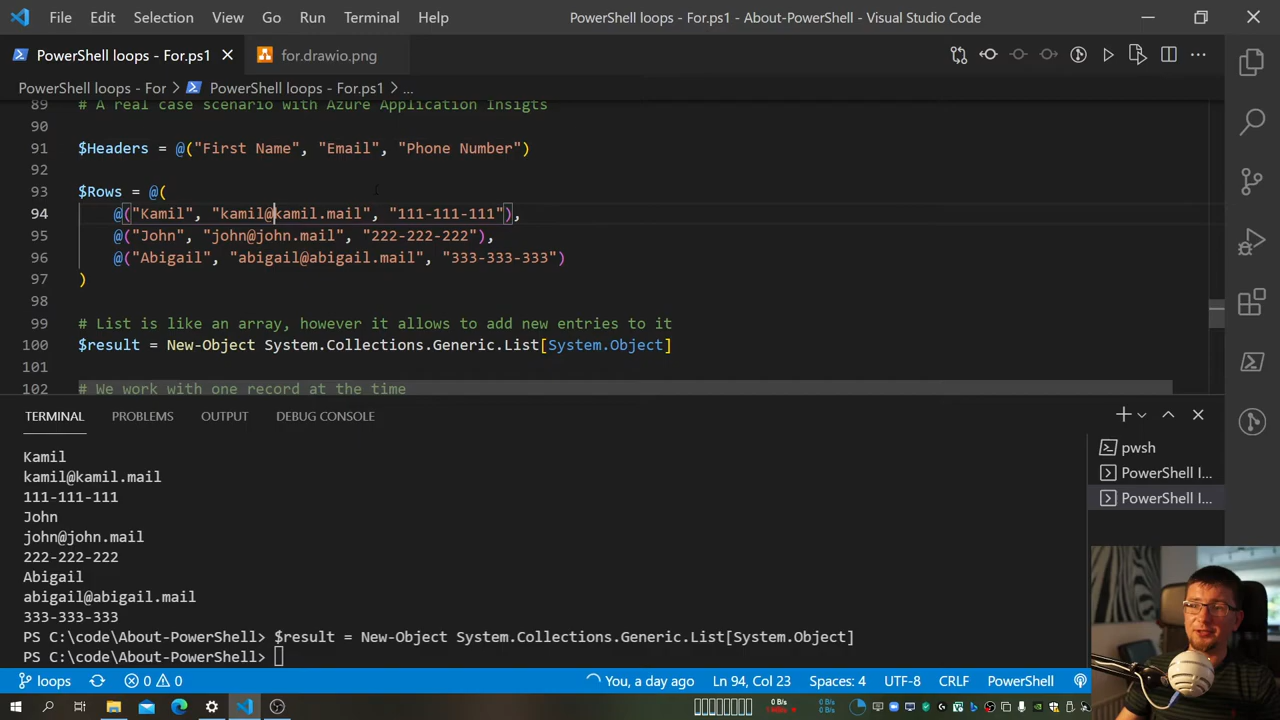 File Edit Selection View Go Run Terminal Help PowerShell loops - For.ps1 - About-PowerShell - Visual Studio Code
PowerShell loops - For.ps1 for.drawio.png
PowerShell loops - For > PowerShell loops - For.ps1 > ...
89 # A real case scenario with Azure Application Insigts
90
91 $Headers = @("First Name", "Email", "Phone Number")
92
93 $Rows = @(
94 @("Kamil", "kamil@kamil.mail", "111-111-111"),
95 @("John", "john@john.mail", "222-222-222"),
96 @("Abigail", "abigail@abigail.mail", "333-333-333")
97 )
98
99 # List is like an array, however it allows to add new entries to it
100 $result = New-Object System.Collections.Generic.List[System.Object]
101
102 # We work with one record at the time
TERMINAL PROBLEMS OUTPUT DEBUG CONSOLE
Kamil
kamil@kamil.mail
111-111-111
John
john@john.mail
222-222-222
Abigail
abigail@abigail.mail
333-333-333
PS C:\code\About-PowerShell> $result = New-Object System.Collections.Generic.List[System.Object]
PS C:\code\About-PowerShell>
pwsh
PowerShell I...
PowerShell I...
loops 0 0 You, a day ago Ln 94, Col 23 Spaces: 4 UTF-8 CRLF PowerShell